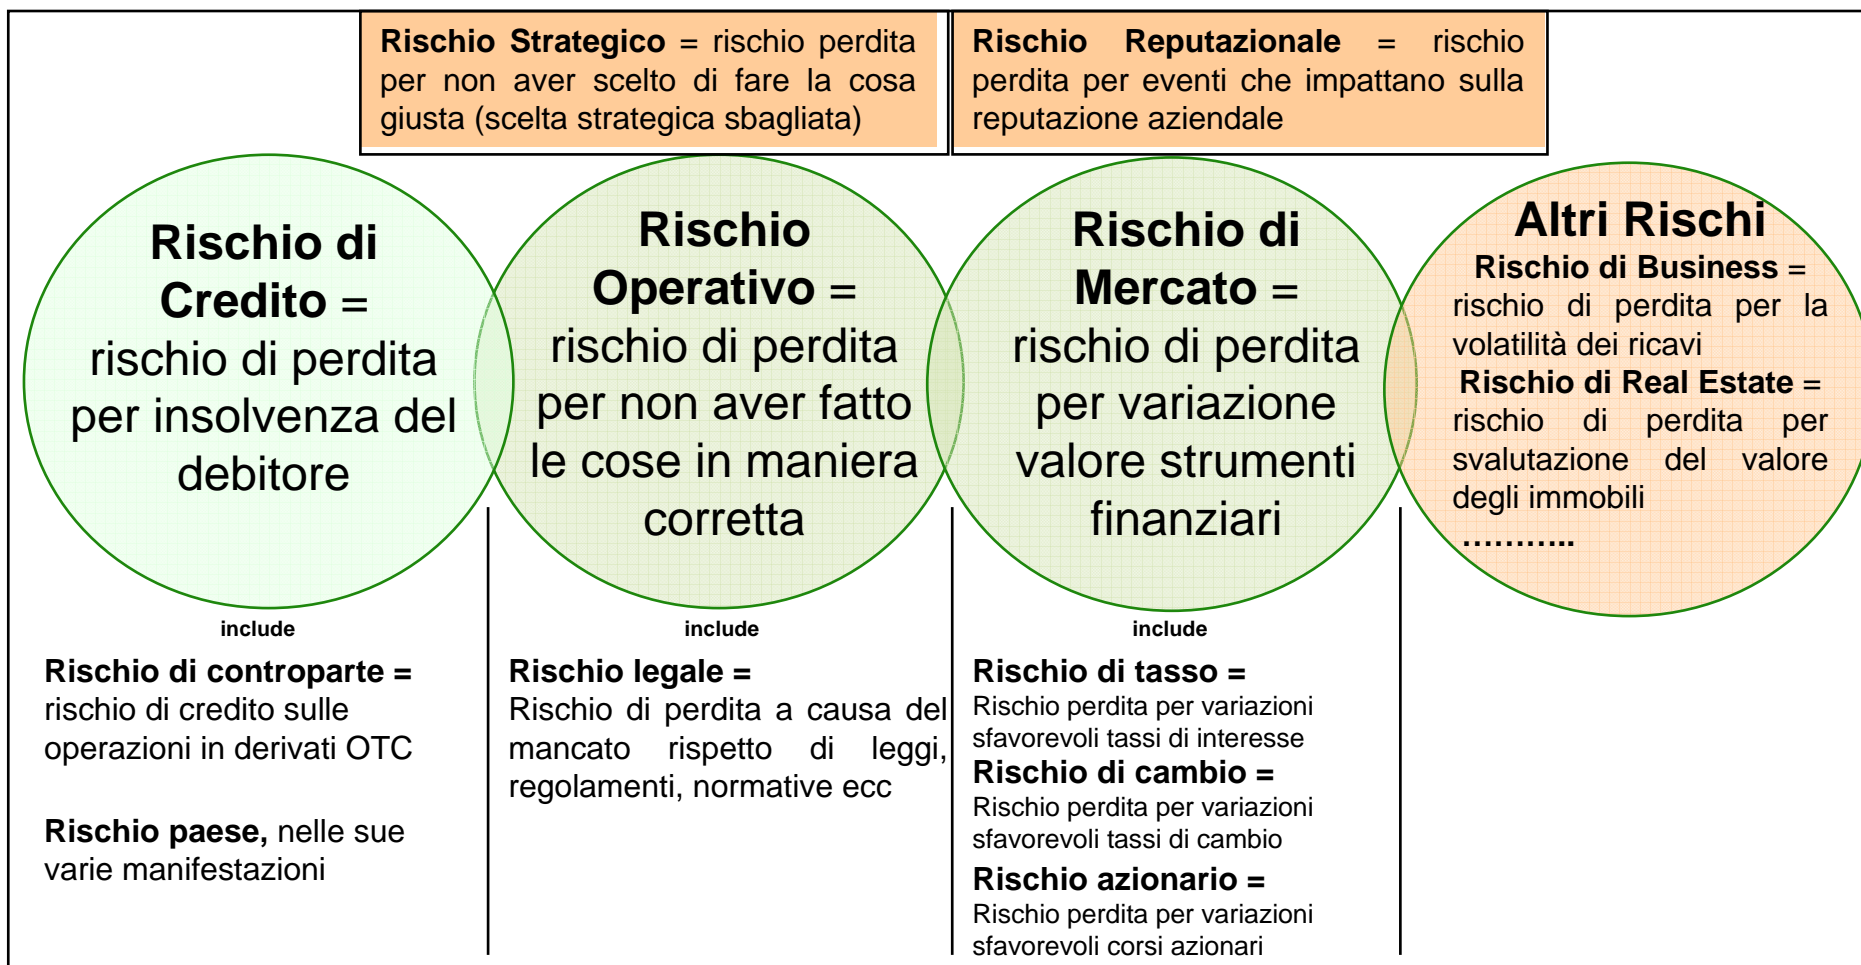 Rischio Strategico = rischio perdita
per non aver scelto di fare la cosa
giusta (scelta strategica sbagliata)
Rischio Reputazionale = rischio
perdita per eventi che impattano sulla
reputazione aziendale
Rischio di
Credito =
rischio di perdita
per insolvenza del
debitore
Rischio
Operativo =
rischio di perdita
per non aver fatto
le cose in maniera
corretta
Rischio di
Mercato =
rischio di perdita
per variazione
valore strumenti
finanziari
Altri Rischi
Rischio di Business =
rischio di perdita per la
volatilità dei ricavi
Rischio di Real Estate =
rischio di perdita per
svalutazione del valore
degli immobili
………..
include
Rischio di controparte =
rischio di credito sulle
operazioni in derivati OTC
Rischio paese, nelle sue
varie manifestazioni
include
Rischio legale =
Rischio di perdita a causa del
mancato rispetto di leggi,
regolamenti, normative ecc
include
Rischio di tasso =
Rischio perdita per variazioni
sfavorevoli tassi di interesse
Rischio di cambio =
Rischio perdita per variazioni
sfavorevoli tassi di cambio
Rischio azionario =
Rischio perdita per variazioni
sfavorevoli corsi azionari